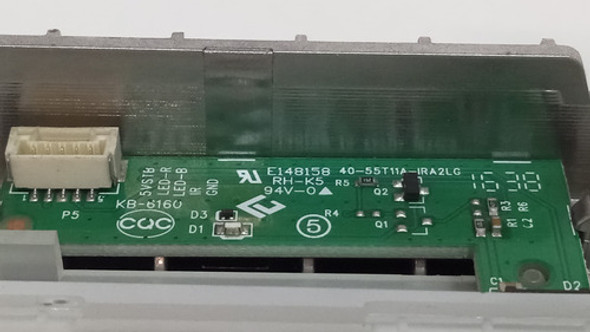 E148158 40-55T11A-IRA2LG
RH-K5
94V-0
1538
5VSTB
LED-R
LED-B
IR
GND
KB-6160
P5
CQC
D3
D1
5
R5
Q2
R4
Q1
R3
R6
R1
C2
C1
D2